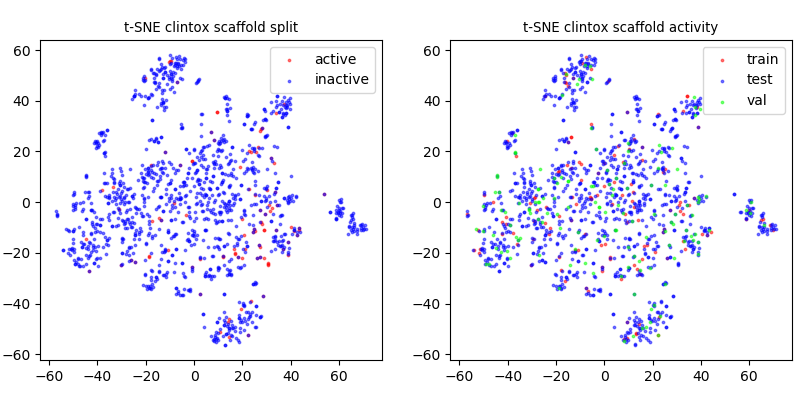 t-SNE clintox scaffold split
60
40
20
0
−20
−40
−60
−60 −40 −20 0 20 40 60
active
inactive
t-SNE clintox scaffold activity
60
40
20
0
−20
−40
−60
−60 −40 −20 0 20 40 60
train
test
val